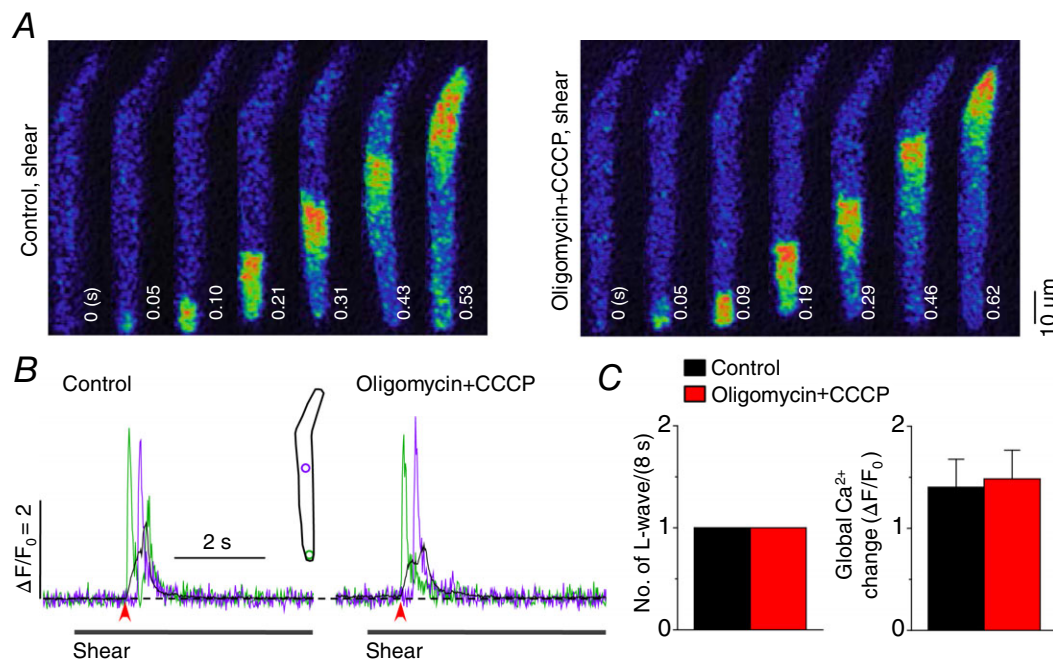 A
Control, shear
0 (s)
0.05
0.10
0.21
0.31
0.43
0.53
Oligomycin+CCCP, shear
0 (s)
0.05
0.09
0.19
0.29
0.46
0.62
10 µm
B
Control
Oligomycin+CCCP
ΔF/F₀ = 2
2 s
Shear
Shear
C
Control
Oligomycin+CCCP
No. of L-wave/(8 s)
2
1
0
Global Ca²⁺
change (ΔF/F₀)
2
1
0